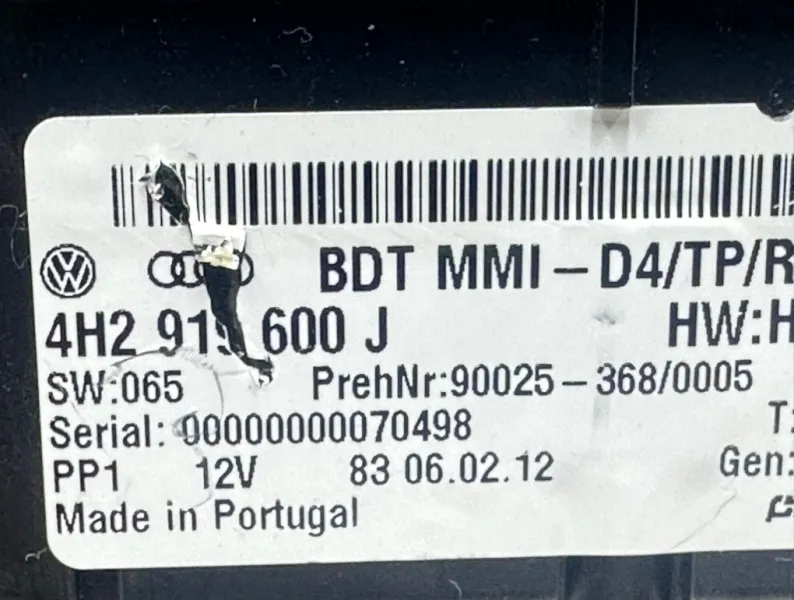 BDT MMI – D4/TP/R
4H2 919 600 J HW:H
SW:065 PrehNr:90025–368/0005
Serial: 00000000070498 T:
PP1 12V 83 06.02.12 Gen:
Made in Portugal